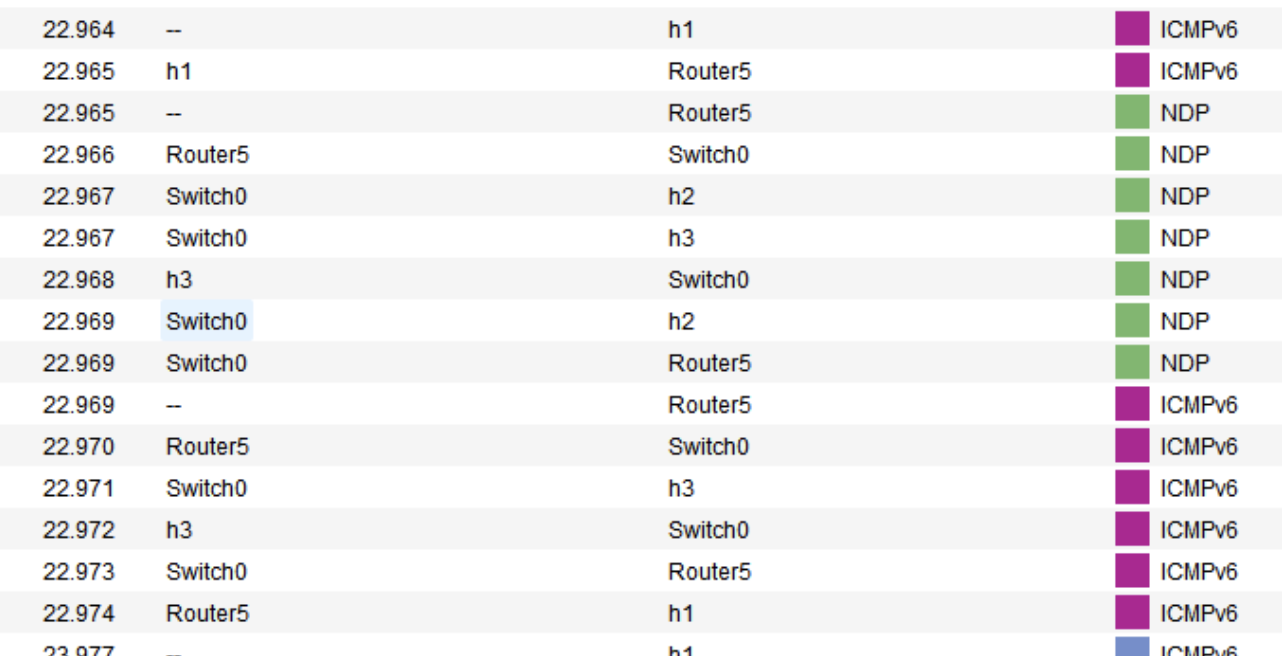 22.964 -- h1 ICMPv6
22.965 h1 Router5 ICMPv6
22.965 -- Router5 NDP
22.966 Router5 Switch0 NDP
22.967 Switch0 h2 NDP
22.967 Switch0 h3 NDP
22.968 h3 Switch0 NDP
22.969 Switch0 h2 NDP
22.969 Switch0 Router5 NDP
22.969 -- Router5 ICMPv6
22.970 Router5 Switch0 ICMPv6
22.971 Switch0 h3 ICMPv6
22.972 h3 Switch0 ICMPv6
22.973 Switch0 Router5 ICMPv6
22.974 Router5 h1 ICMPv6
23.977 -- h1 ICMPv6